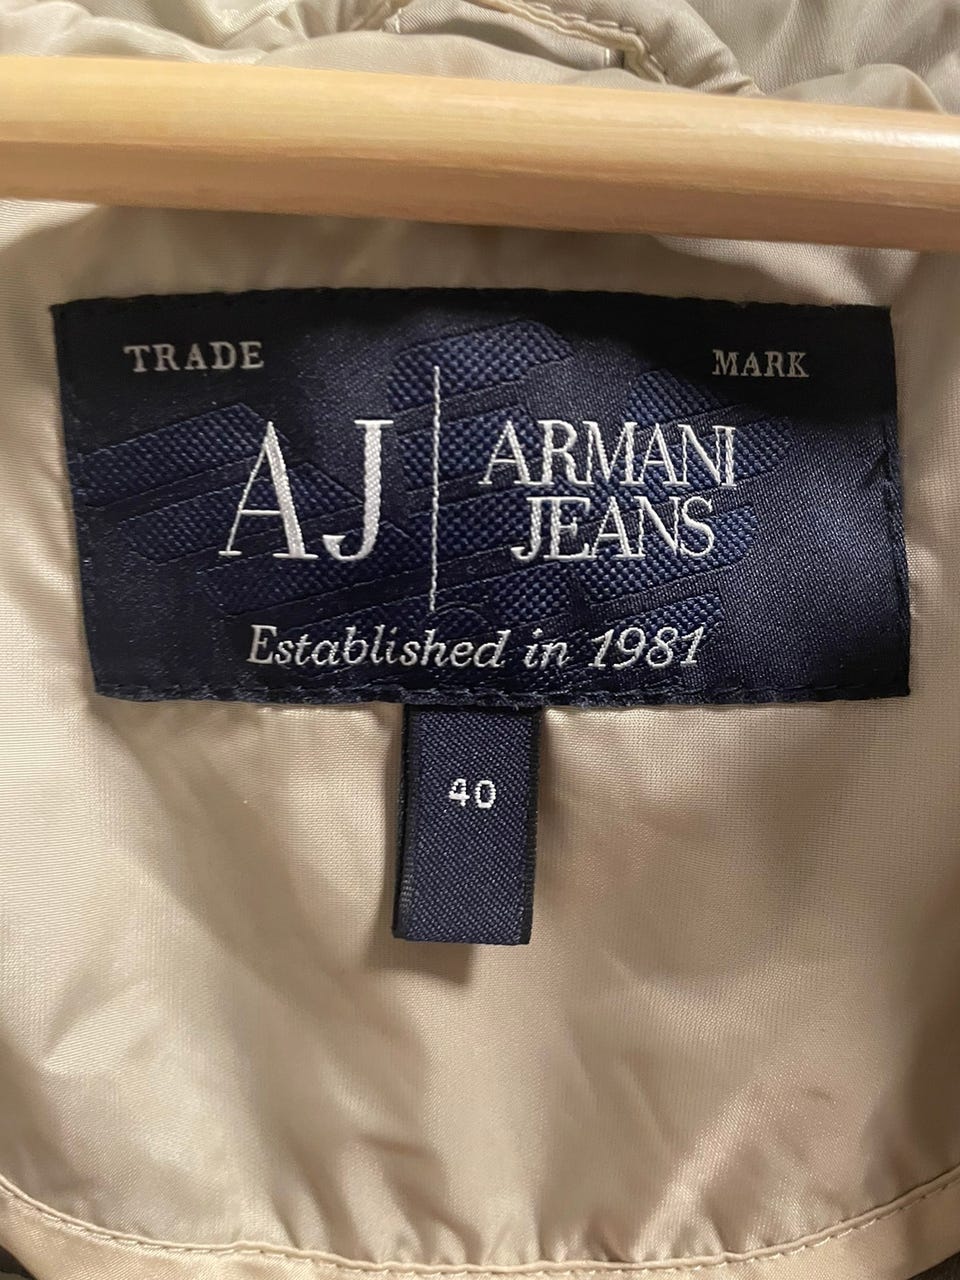 TRADE MARK
AJ ARMANI
JEANS
Established in 1981
40